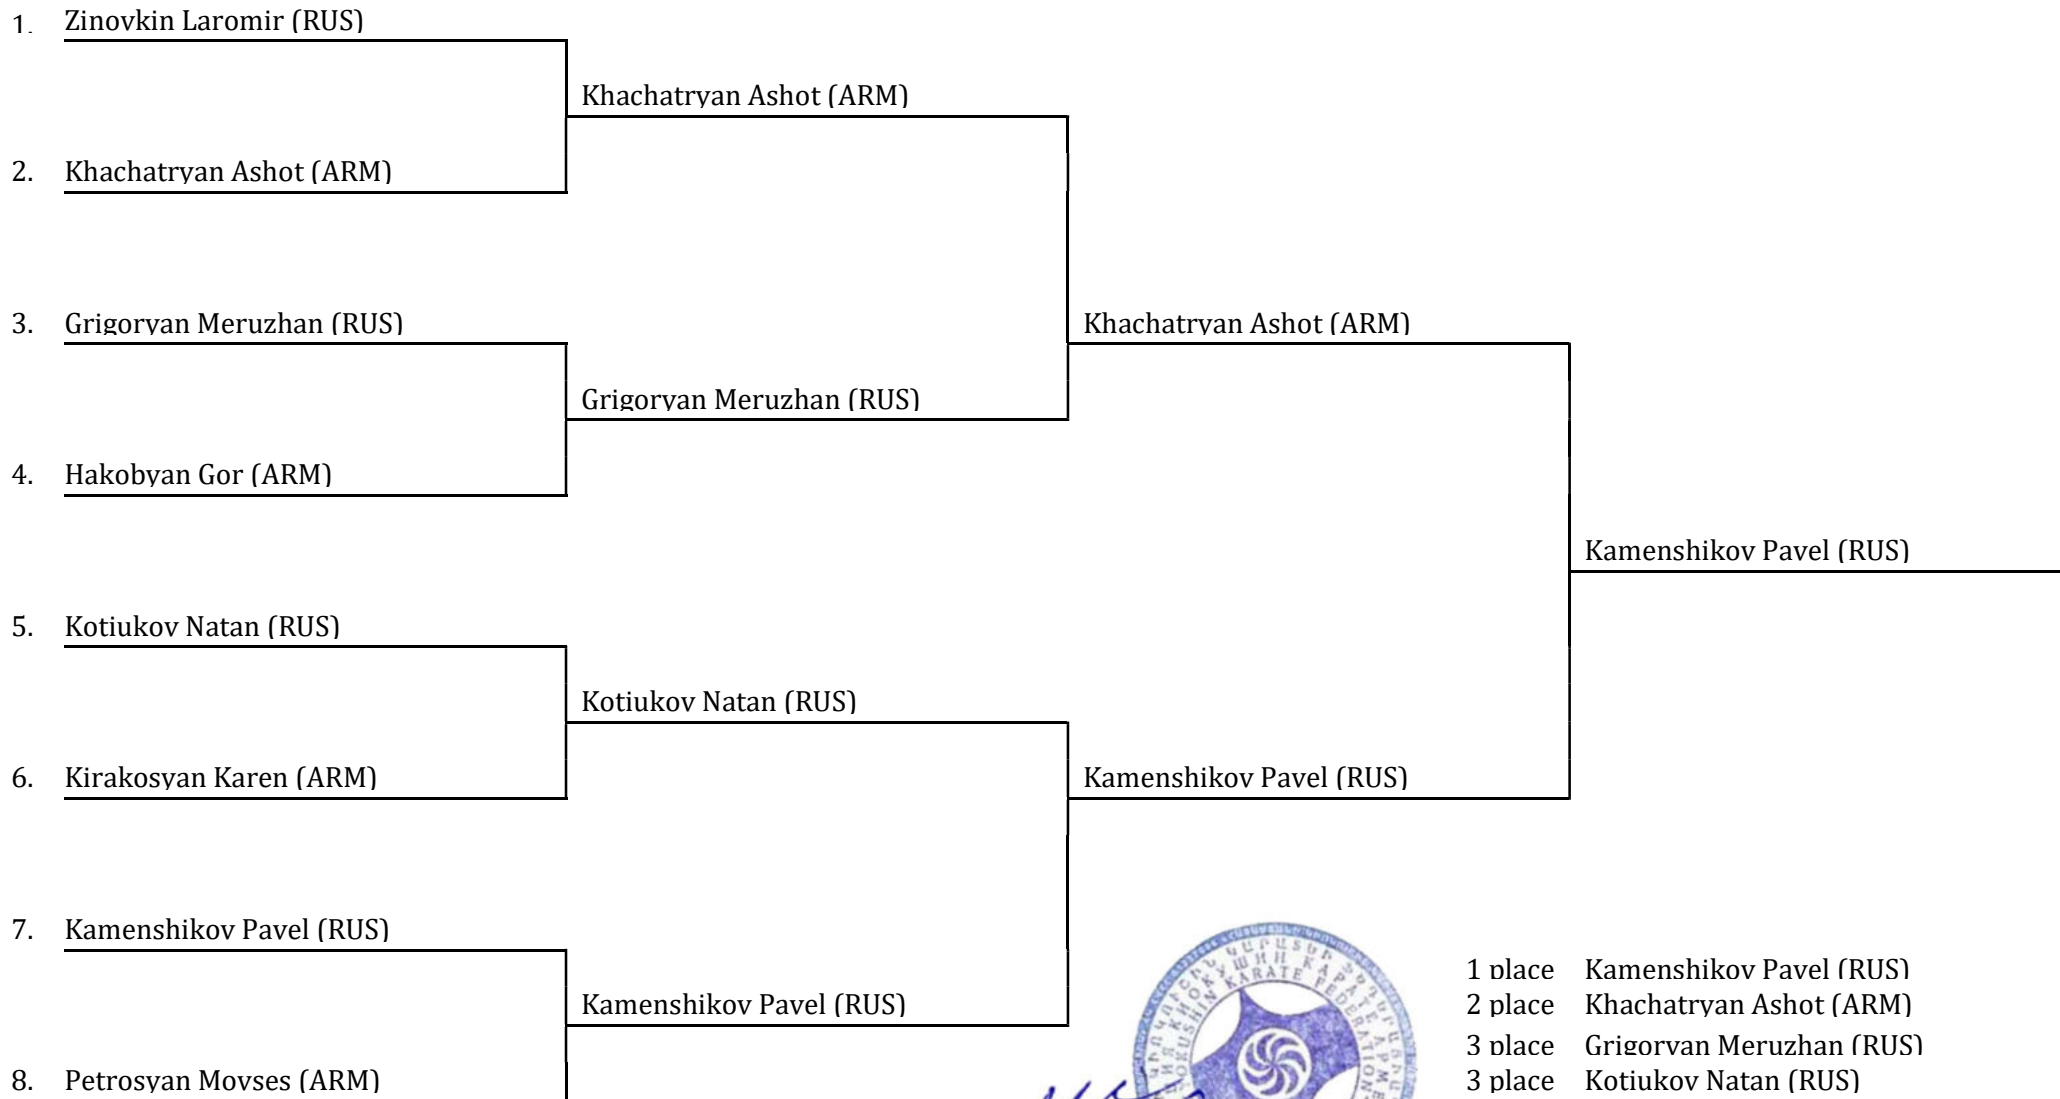 1. Zinovkin Laromir (RUS)
Khachatryan Ashot (ARM)
2. Khachatryan Ashot (ARM)
3. Grigoryan Meruzhan (RUS)
Khachatryan Ashot (ARM)
Grigoryan Meruzhan (RUS)
4. Hakobyan Gor (ARM)
Kamenshikov Pavel (RUS)
5. Kotiukov Natan (RUS)
Kotiukov Natan (RUS)
6. Kirakosyan Karen (ARM)
Kamenshikov Pavel (RUS)
7. Kamenshikov Pavel (RUS)
Kamenshikov Pavel (RUS)
8. Petrosyan Movses (ARM)
KARATE FEDERATION
1 place Kamenshikov Pavel (RUS)
2 place Khachatryan Ashot (ARM)
3 place Grigoryan Meruzhan (RUS)
3 place Kotiukov Natan (RUS)